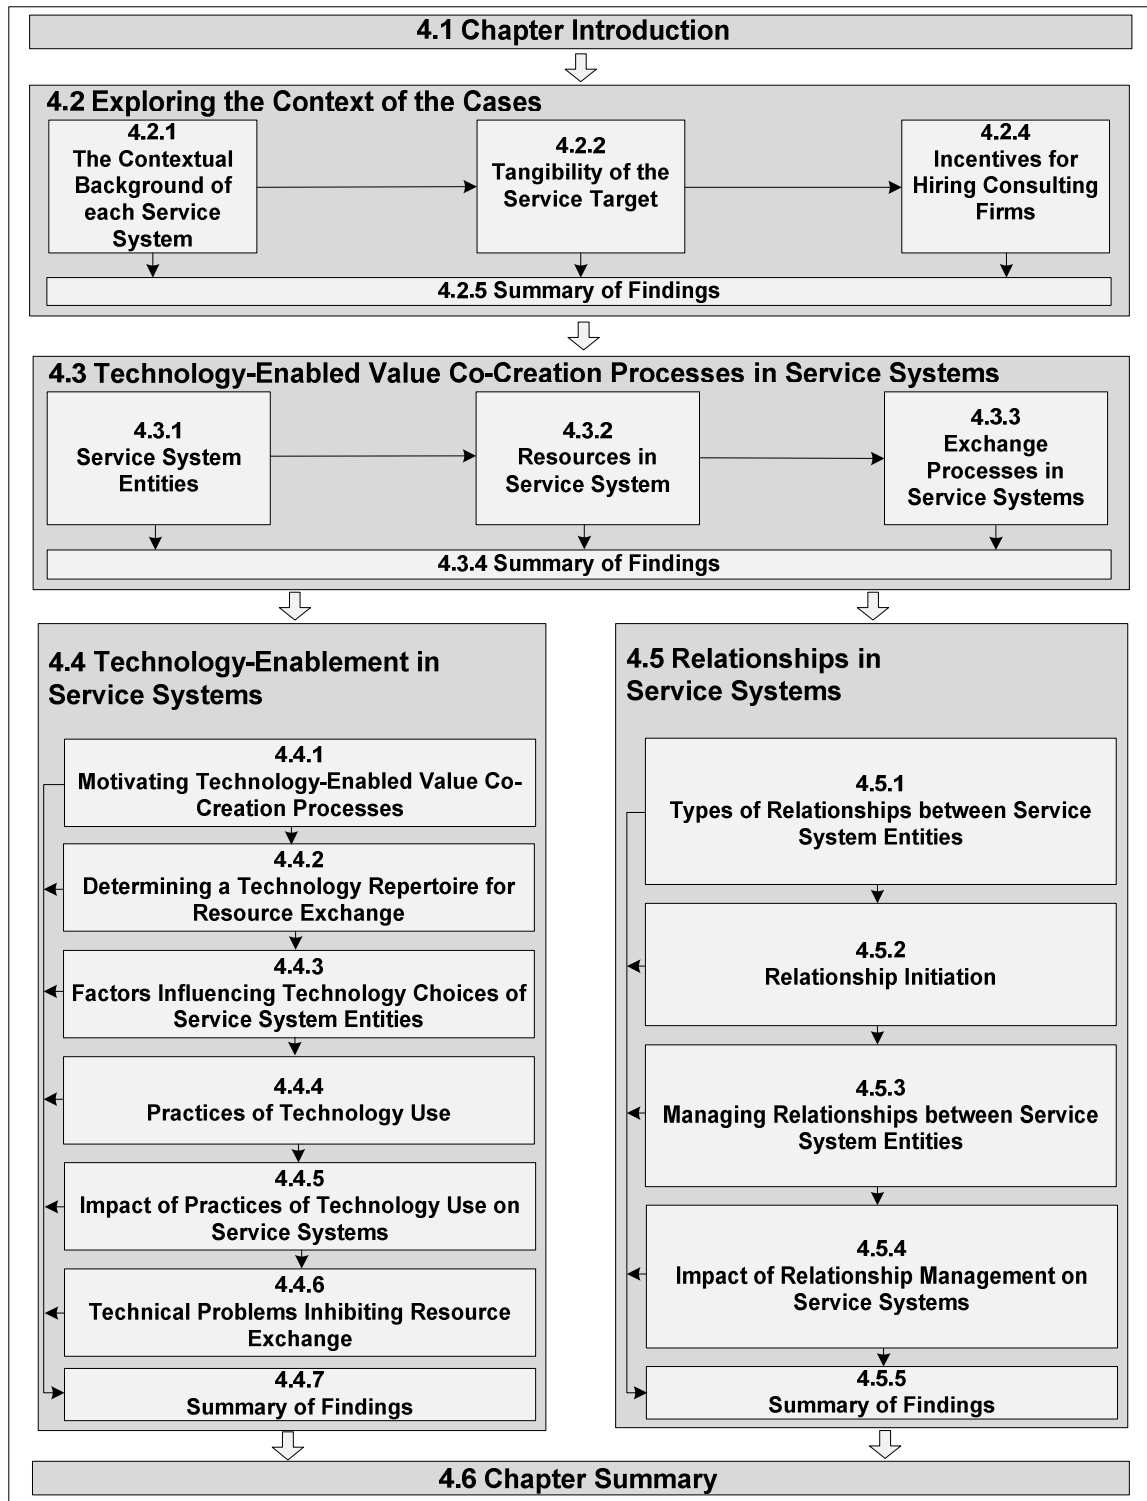 4.1 Chapter Introduction
4.2 Exploring the Context of the Cases
4.2.1
The Contextual
Background of
each Service
System
4.2.2
Tangibility of the
Service Target
4.2.4
Incentives for
Hiring Consulting
Firms
4.2.5 Summary of Findings
4.3 Technology-Enabled Value Co-Creation Processes in Service Systems
4.3.1
Service System
Entities
4.3.2
Resources in
Service System
4.3.3
Exchange
Processes in
Service Systems
4.3.4 Summary of Findings
4.4 Technology-Enablement in
Service Systems
4.4.1
Motivating Technology-Enabled Value Co-
Creation Processes
4.4.2
Determining a Technology Repertoire for
Resource Exchange
4.4.3
Factors Influencing Technology Choices of
Service System Entities
4.4.4
Practices of Technology Use
4.4.5
Impact of Practices of Technology Use on
Service Systems
4.4.6
Technical Problems Inhibiting Resource
Exchange
4.4.7
Summary of Findings
4.5 Relationships in
Service Systems
4.5.1
Types of Relationships between Service
System Entities
4.5.2
Relationship Initiation
4.5.3
Managing Relationships between Service
System Entities
4.5.4
Impact of Relationship Management on
Service Systems
4.5.5
Summary of Findings
4.6 Chapter Summary